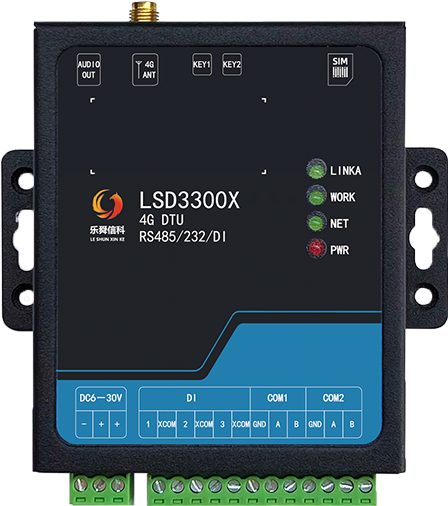 AUDIO
OUT
4G
ANT
KEY1
KEY2
SIM
LINKA
WORK
NET
PWR
乐舜信科
LE SHUN XIN KE
LSD3300X
4G DTU
RS485/232/DI
DC6-30V
- + +
DI
1 XCOM 2 XCOM 3 XCOM
COM1
GND A B
COM2
GND A B